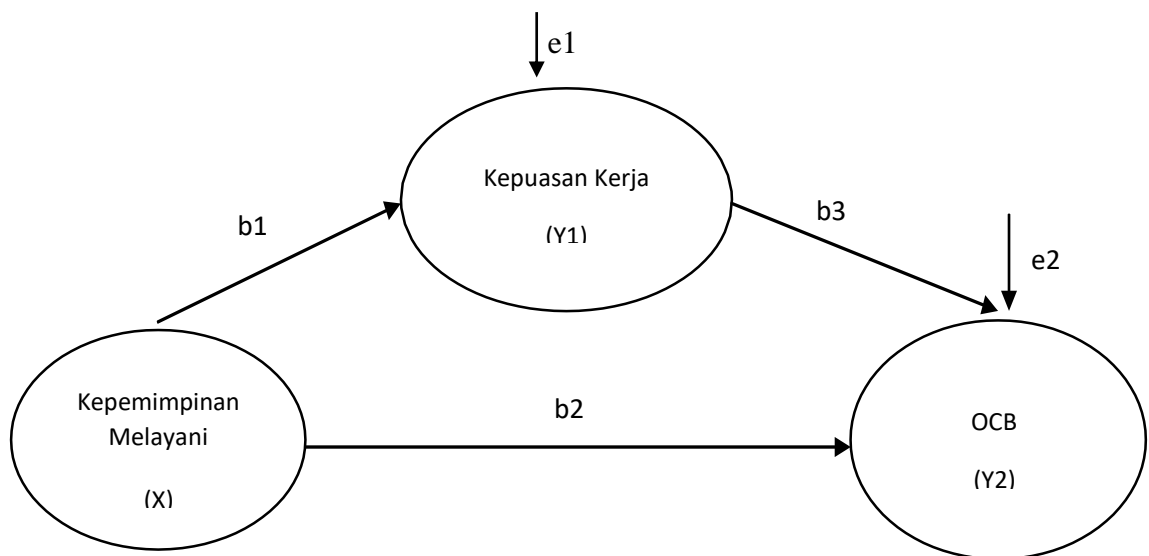 e1
Kepuasan Kerja
(Y1)
b1
b3
e2
Kepemimpinan
Melayani
(X)
b2
OCB
(Y2)